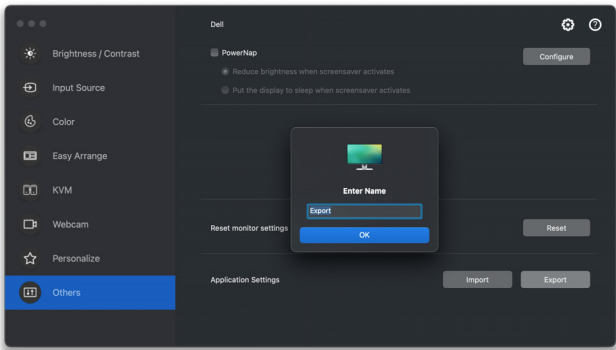 Dell
Brightness / Contrast
Input Source
Color
Easy Arrange
KVM
Webcam
Personalize
Others
PowerNap
Configure
Reduce brightness when screensaver activates
Put the display to sleep when screensaver activates
Enter Name
Export
OK
Reset monitor settings
Reset
Application Settings
Import
Export